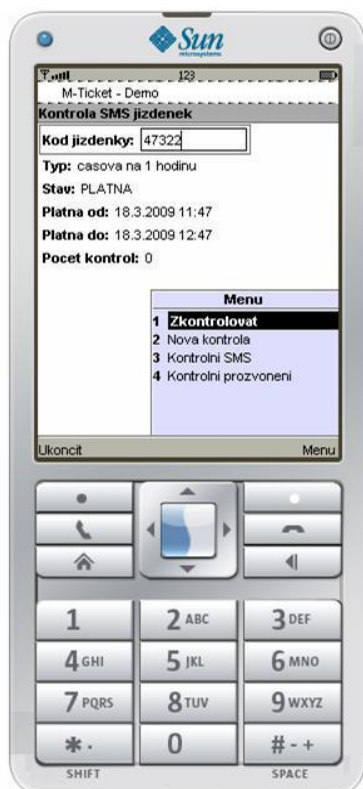 Sun
microsystems
123
M-Ticket - Demo
Kontrola SMS jizdenek
Kod jizdenky: 47322
Typ: casova na 1 hodinu
Stav: PLATNA
Platna od: 18.3.2009 11:47
Platna do: 18.3.2009 12:47
Pocet kontrol: 0
Menu
1 Zkontrolovat
2 Nova kontrola
3 Kontrolni SMS
4 Kontrolni prozvoneni
Ukoncit Menu
1 2 ABC 3 DEF
4 GHI 5 JKL 6 MNO
7 PQRS 8 TUV 9 WXYZ
* . 0 # - +
SHIFT SPACE